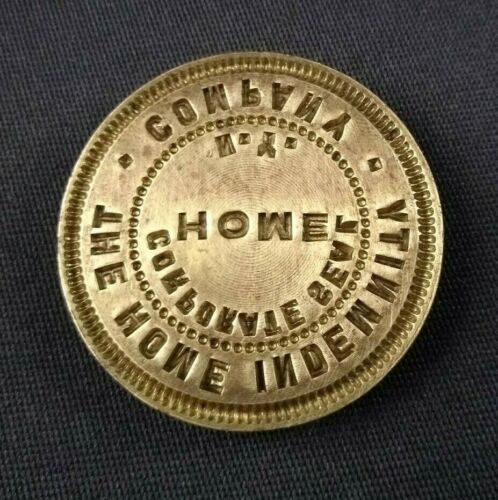 THE HOME INDEMNITY
COMPANY
N.Y.
HOME
CORPORATE SEAL